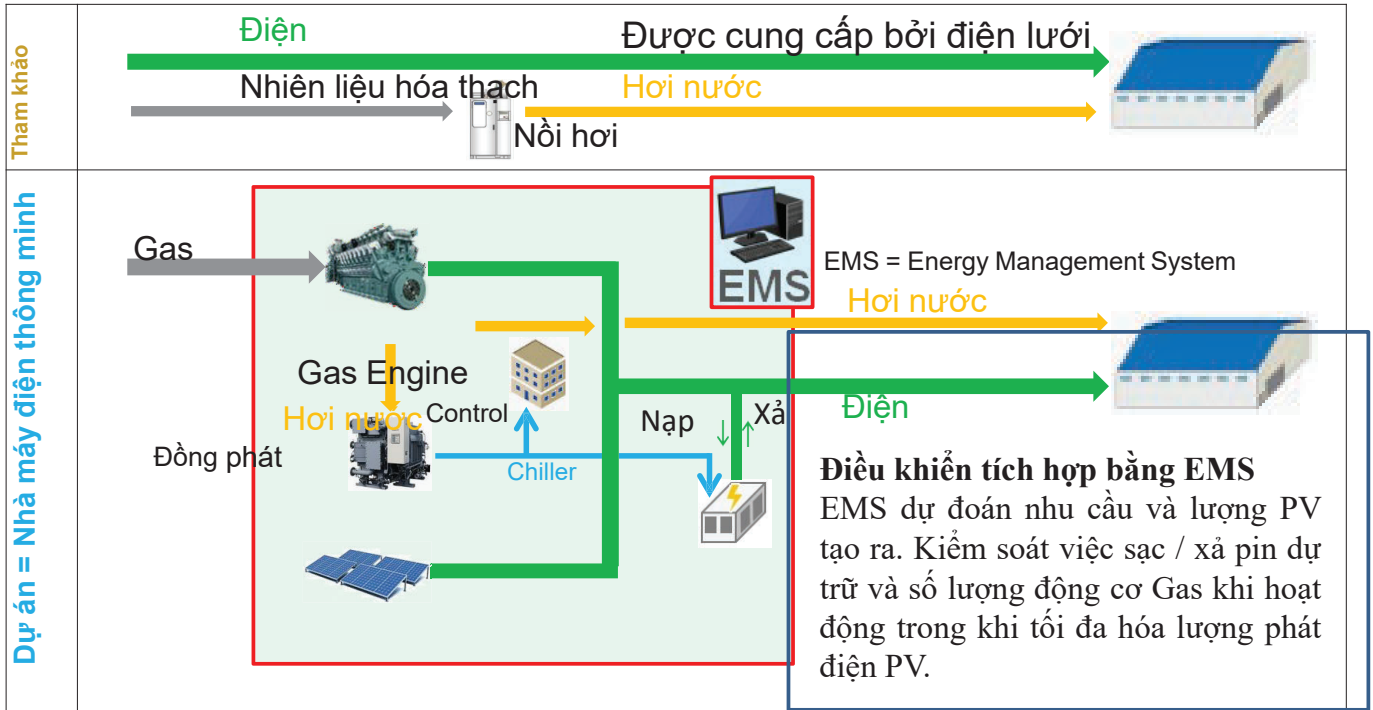 Tham khảo
Điện
Được cung cấp bởi điện lưới
Nhiên liệu hóa thạch
Hơi nước
Nồi hơi
Dự án = Nhà máy điện thông minh
Gas
EMS
EMS = Energy Management System
Hơi nước
Gas Engine
Hơi nước
Control
Nạp
Xả
Điện
Đồng phát
Chiller
Điều khiển tích hợp bằng EMS
EMS dự đoán nhu cầu và lượng PV
tạo ra. Kiểm soát việc sạc / xả pin dự
trữ và số lượng động cơ Gas khi hoạt
động trong khi tối đa hóa lượng phát
điện PV.